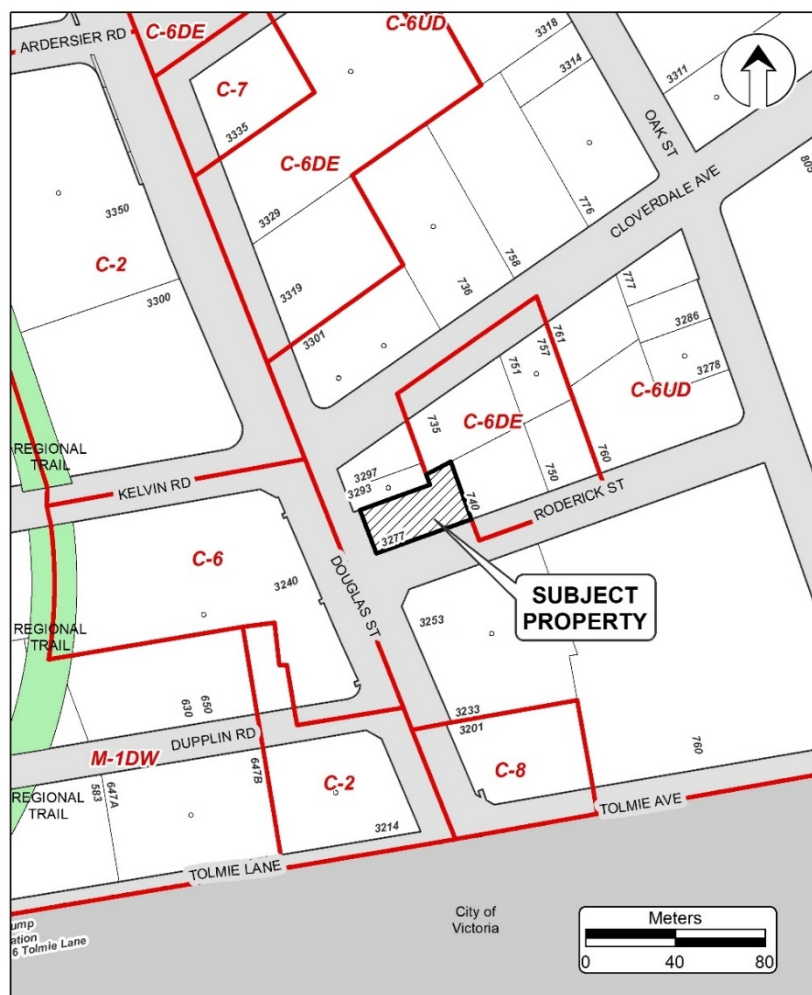 ARDERSIER RD
C-6DE
C-6UD
C-7
3335
3318
3314
3311
OAK ST
CLOVERDALE AVE
805
C-6DE
3350
C-2
3300
3329
3319
3301
776
758
736
777
3286
3278
761
757
751
735
C-6DE
C-6UD
760
750
740
REGIONAL
TRAIL
KELVIN RD
3297
3293
3277
RODERICK ST
DOUGLAS ST
SUBJECT
PROPERTY
C-6
3240
3253
REGIONAL
TRAIL
650
630
3233
3201
DUPPLIN RD
M-1DW
647B
C-2
C-8
760
REGIONAL
TRAIL
647A
583
3214
TOLMIE AVE
TOLMIE LANE
City of
Victoria
ump
ation
6 Tolmie Lane
Meters
0 40 80